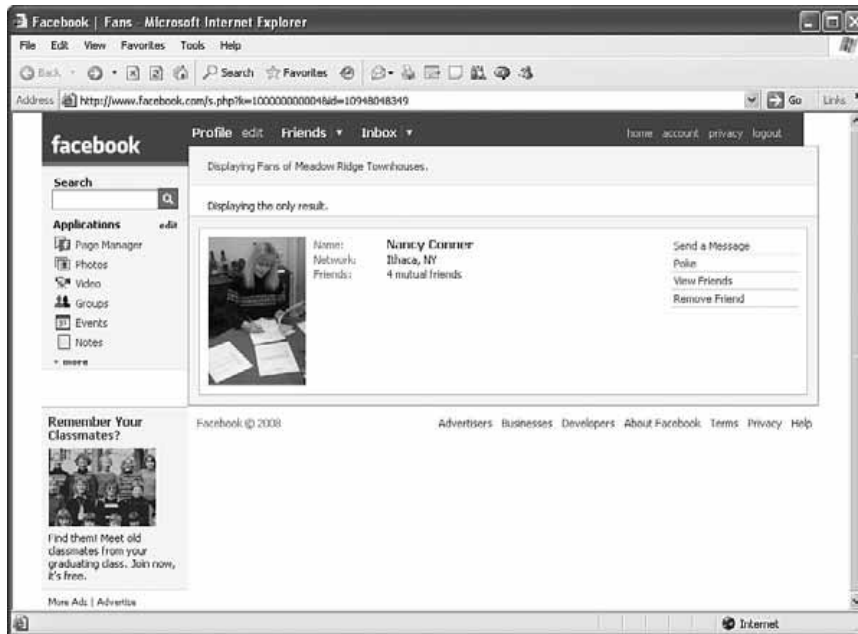 Facebook | Fans - Microsoft Internet Explorer
File Edit View Favorites Tools Help
Back Search Favorites
Address http://www.facebook.com/s.php?k=100000000004&id=10948048349 Go Links
facebook
Profile edit Friends Inbox
home account privacy logout
Displaying Fans of Meadow Ridge Townhouses.
Displaying the only result.
Search
Applications edit
Page Manager
Photos
Video
Groups
Events
Notes
more
Name: Nancy Conner
Network: Ithaca, NY
Friends: 4 mutual friends
Send a Message
Poke
View Friends
Remove Friend
Remember Your
Classmates?
Find them! Meet old
classmates from your
graduating class. Join now,
it's free.
More Ads | Advertise
Facebook © 2008
Advertisers Businesses Developers About Facebook Terms Privacy Help
Internet